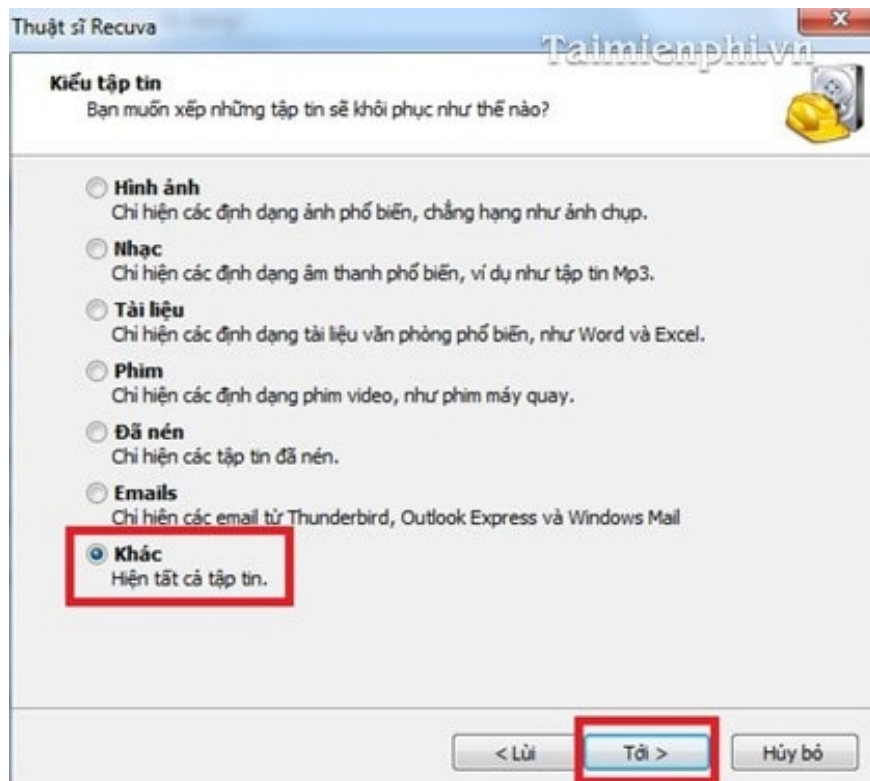 Thuật sĩ Recuva
Taimienphi.vn
Kiểu tập tin
Bạn muốn xếp những tập tin sẽ khôi phục như thế nào?
Hình ảnh
Chỉ hiện các định dạng ảnh phổ biến, chẳng hạn như ảnh chụp.
Nhạc
Chỉ hiện các định dạng âm thanh phổ biến, ví dụ như tập tin Mp3.
Tài liệu
Chỉ hiện các định dạng tài liệu văn phòng phổ biến, như Word và Excel.
Phim
Chỉ hiện các định dạng phim video, như phim máy quay.
Đã nén
Chỉ hiện các tập tin đã nén.
Emails
Chỉ hiện các email từ Thunderbird, Outlook Express và Windows Mail
Khác
Hiện tất cả tập tin.
< Lùi
Tới >
Hủy bỏ